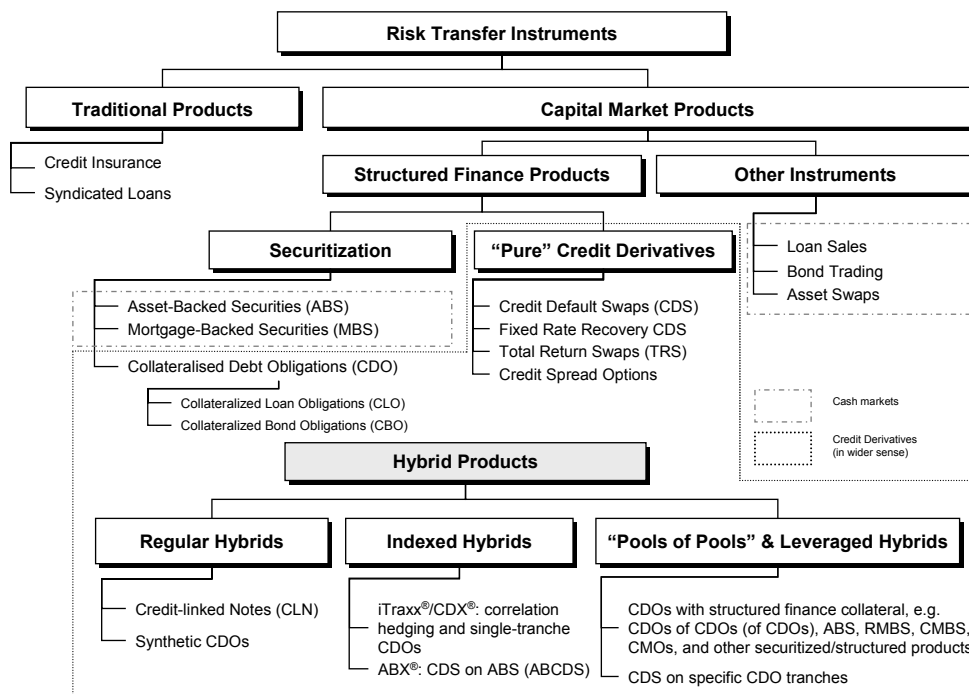 Risk Transfer Instruments
Traditional Products
Capital Market Products
Credit Insurance
Syndicated Loans
Structured Finance Products
Other Instruments
Securitization
“Pure” Credit Derivatives
Loan Sales
Bond Trading
Asset Swaps
Asset-Backed Securities (ABS)
Mortgage-Backed Securities (MBS)
Collateralised Debt Obligations (CDO)
Collateralized Loan Obligations (CLO)
Collateralized Bond Obligations (CBO)
Credit Default Swaps (CDS)
Fixed Rate Recovery CDS
Total Return Swaps (TRS)
Credit Spread Options
Cash markets
Credit Derivatives
(in wider sense)
Hybrid Products
Regular Hybrids
Indexed Hybrids
“Pools of Pools” & Leveraged Hybrids
Credit-linked Notes (CLN)
Synthetic CDOs
iTraxx®/CDX®: correlation
hedging and single-tranche
CDOs
ABX®: CDS on ABS (ABCDS)
CDOs with structured finance collateral, e.g.
CDOs of CDOs (of CDOs), ABS, RMBS, CMBS,
CMOs, and other securitized/structured products
CDS on specific CDO tranches